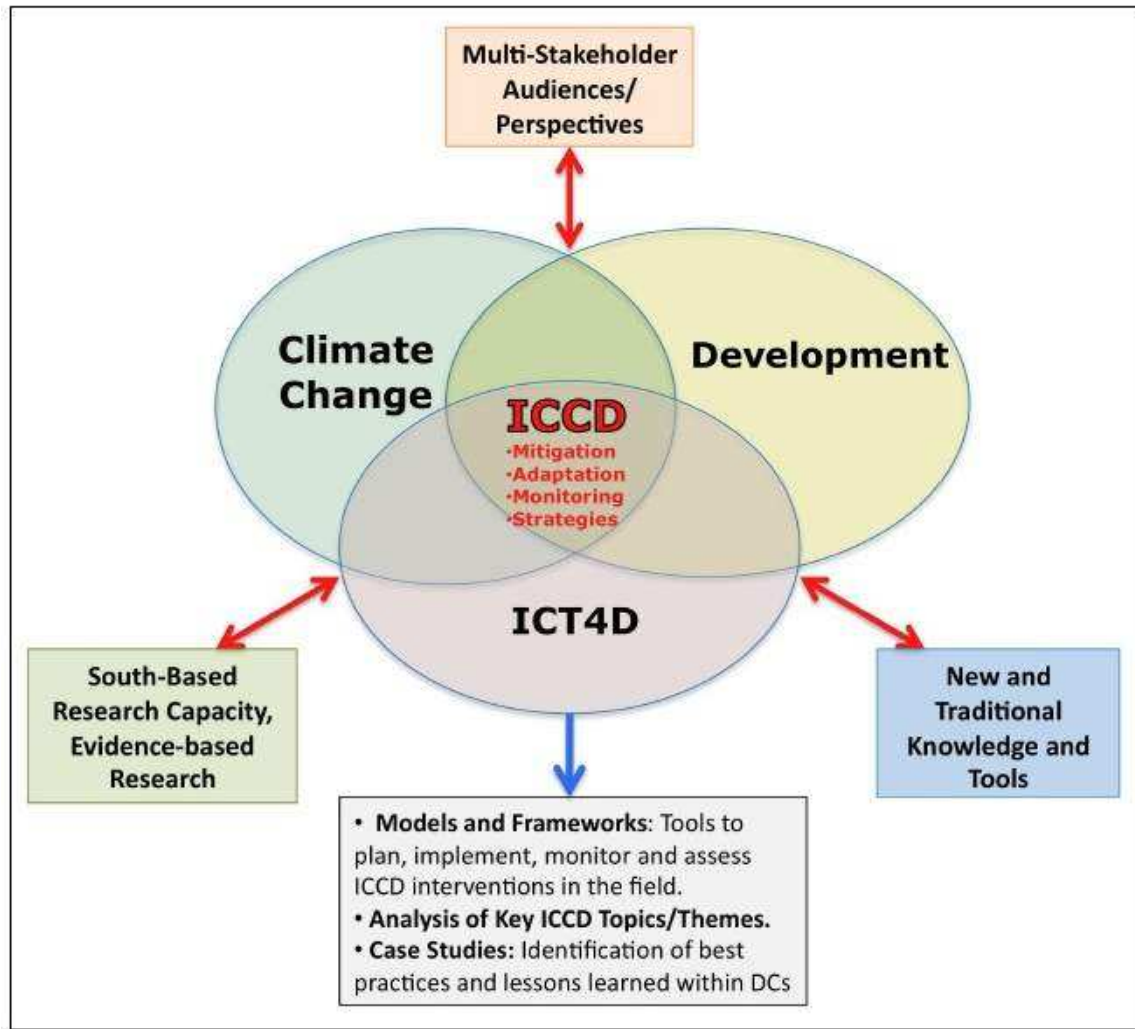 Multi-Stakeholder
Audiences/
Perspectives
Climate
Change
Development
ICCD
•Mitigation
•Adaptation
•Monitoring
•Strategies
ICT4D
South-Based
Research Capacity,
Evidence-based
Research
New and
Traditional
Knowledge and
Tools
• Models and Frameworks: Tools to
plan, implement, monitor and assess
ICCD interventions in the field.
• Analysis of Key ICCD Topics/Themes.
• Case Studies: Identification of best
practices and lessons learned within DCs